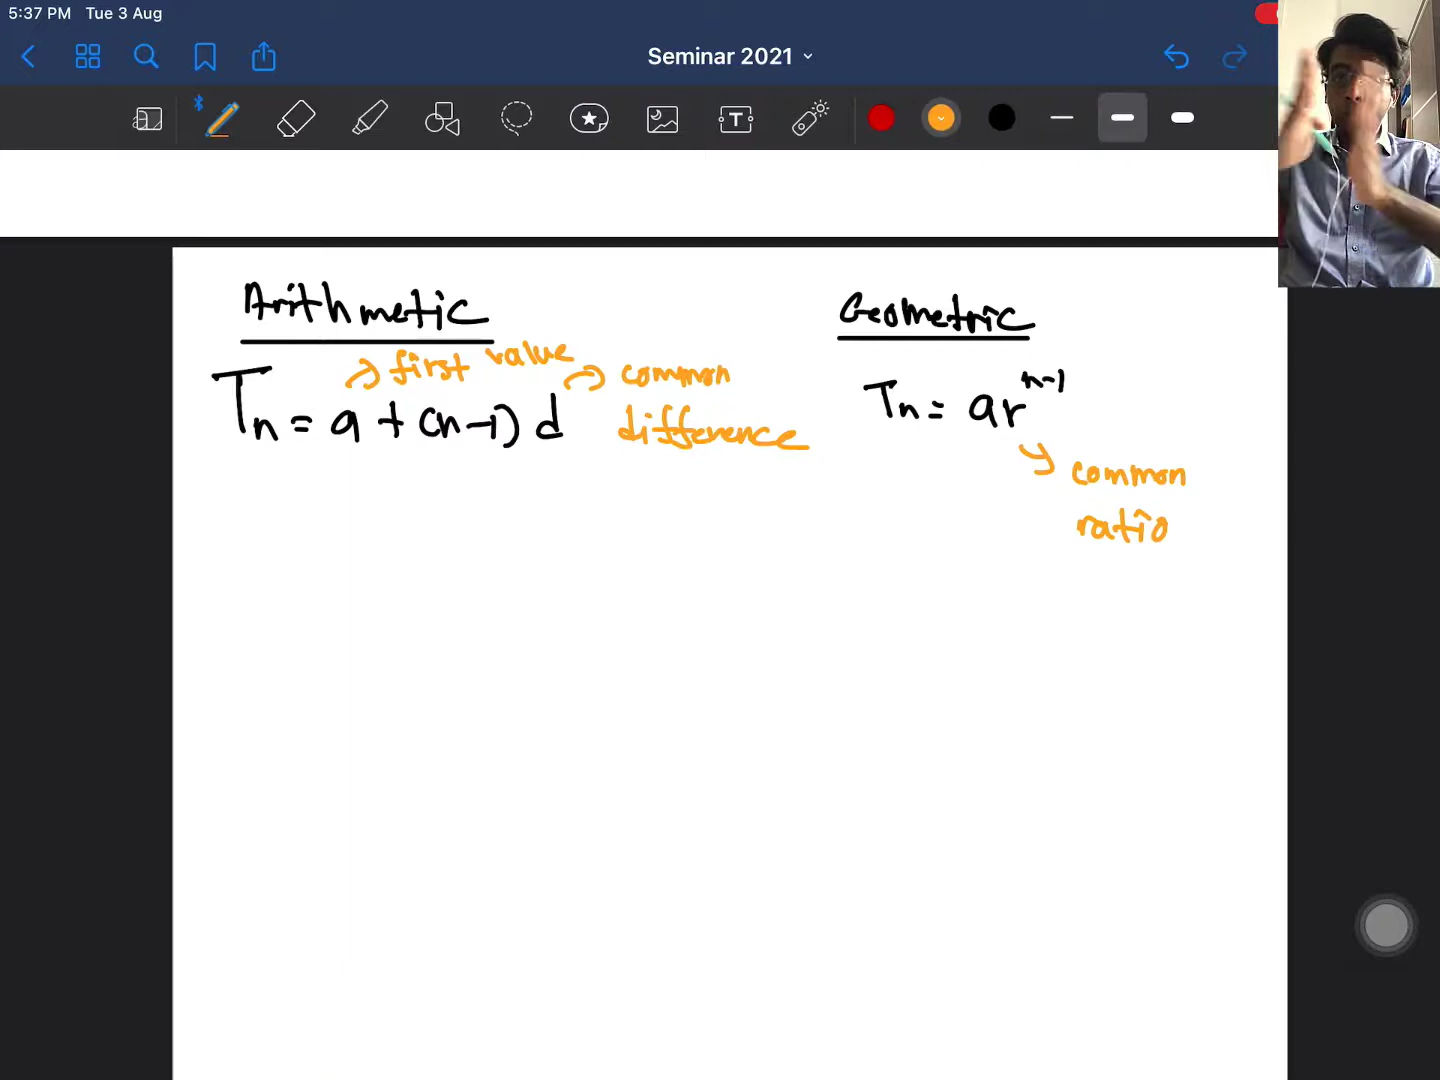 5:37 PM Tue 3 Aug
Seminar 2021
T
Arithmetic
first value
common
Tn = a + (n-1) d
difference
Geometric
Tn = ar^n-1
common
ratio